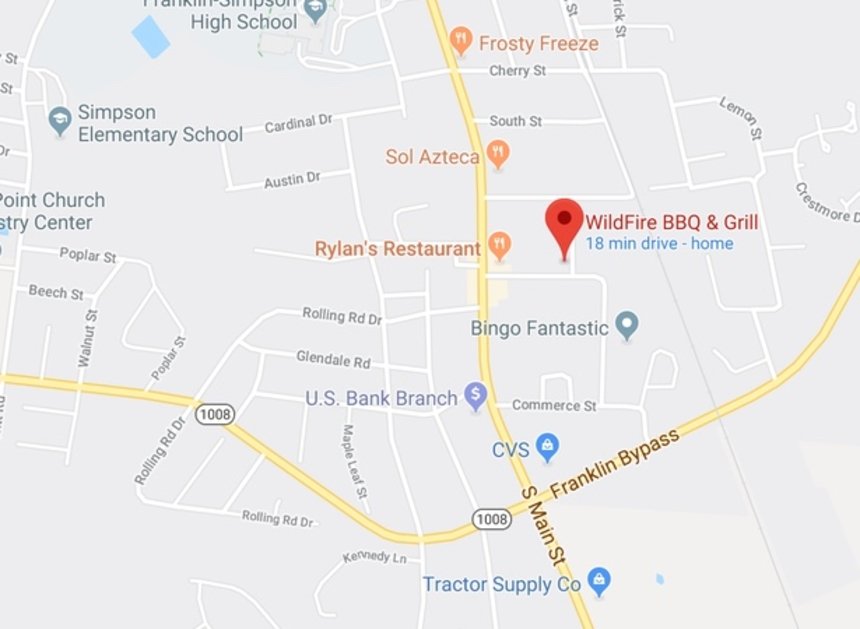 Franklin-Simpson
High School
Frosty Freeze
Cherry St
Simpson
Elementary School
Cardinal Dr
South St
Lemon St
Sol Azteca
Austin Dr
Point Church
stry Center
Crestmore D
WildFire BBQ & Grill
18 min drive - home
Rylan's Restaurant
Poplar St
Beech St
Walnut St
Poplar St
Rolling Rd Dr
Bingo Fantastic
Glendale Rd
U.S. Bank Branch
Commerce St
1008
Rolling Rd Dr
Maple Leaf St
CVS
Franklin Bypass
S Main St
Rolling Rd Dr
1008
Kennedy Ln
Tractor Supply Co